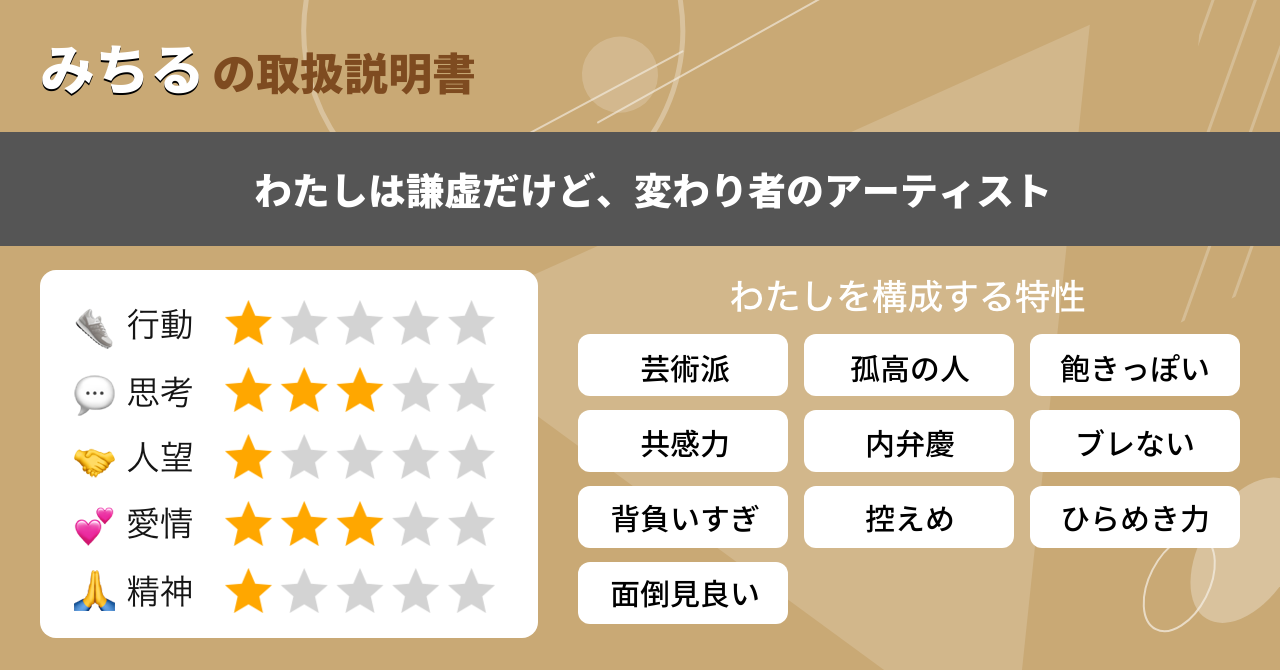 みちるの取扱説明書
わたしは謙虚だけど、変わり者のアーティスト
行動
思考
人望
愛情
精神
わたしを構成する特性
芸術派
孤高の人
飽きっぽい
共感力
内弁慶
ブレない
背負いすぎ
控えめ
ひらめき力
面倒見良い